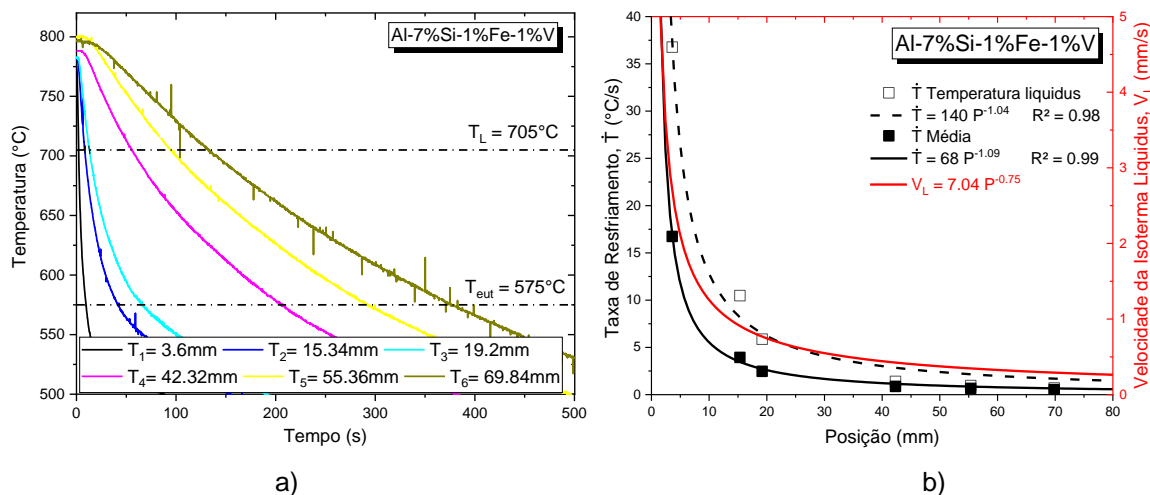 Al-7%Si-1%Fe-1%V
T_L = 705°C
T_eut = 575°C
T₁= 3.6mm T₂= 15.34mm T₃= 19.2mm
T₄= 42.32mm T₅= 55.36mm T₆= 69.84mm
800
750
700
650
600
550
500
0 100 200 300 400 500
Temperatura (°C)
Tempo (s)
a)
Al-7%Si-1%Fe-1%V
Ṫ Temperatura liquidus
Ṫ = 140 P⁻¹·⁰⁴ R² = 0.98
Ṫ Média
Ṫ = 68 P⁻¹·⁰⁹ R² = 0.99
V_L = 7.04 P⁻⁰·⁷⁵
40
35
30
25
20
15
10
5
0
0 10 20 30 40 50 60 70 80
5
4
3
2
1
0
Taxa de Resfriamento, Ṫ (°C/s)
Posição (mm)
Velocidade da Isoterma Liquidus, V_L (mm/s)
b)